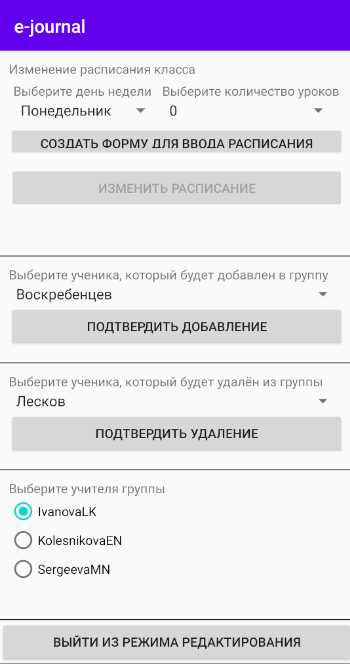 e-journal
Изменение расписания класса
Выберите день недели Выберите количество уроков
Понедельник 0
СОЗДАТЬ ФОРМУ ДЛЯ ВВОДА РАСПИСАНИЯ
ИЗМЕНИТЬ РАСПИСАНИЕ
Выберите ученика, который будет добавлен в группу
Воскребенцев
ПОДТВЕРДИТЬ ДОБАВЛЕНИЕ
Выберите ученика, который будет удалён из группы
Лесков
ПОДТВЕРДИТЬ УДАЛЕНИЕ
Выберите учителя группы
IvanovaLK
KolesnikovaEN
SergeevaMN
ВЫЙТИ ИЗ РЕЖИМА РЕДАКТИРОВАНИЯ